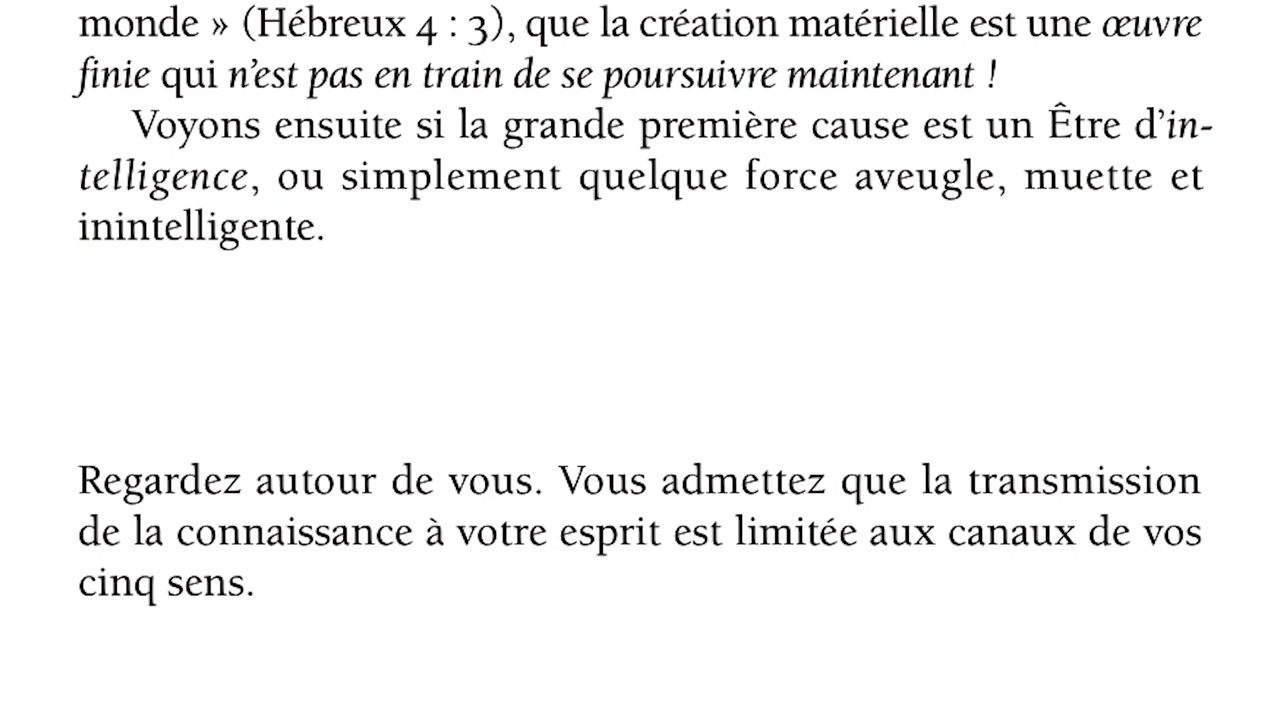 monde » (Hébreux 4 : 3), que la création matérielle est une œuvre
finie qui n’est pas en train de se poursuivre maintenant !
Voyons ensuite si la grande première cause est un Être d’in-
telligence, ou simplement quelque force aveugle, muette et
inintelligente.
Regardez autour de vous. Vous admettez que la transmission
de la connaissance à votre esprit est limitée aux canaux de vos
cinq sens.